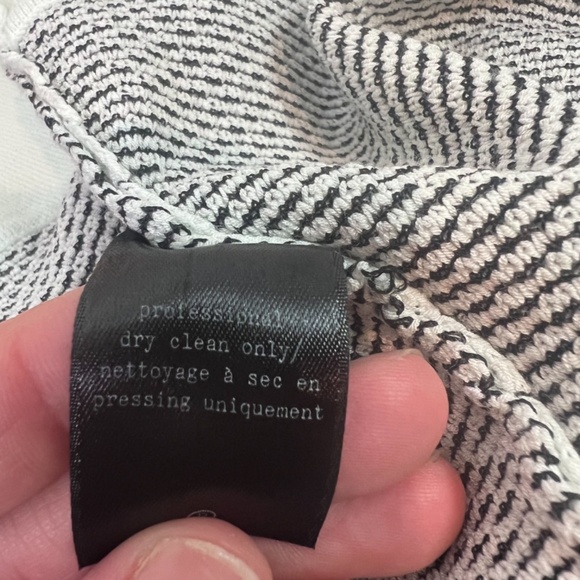 professional
dry clean only/
nettoyage à sec en
pressing uniquement